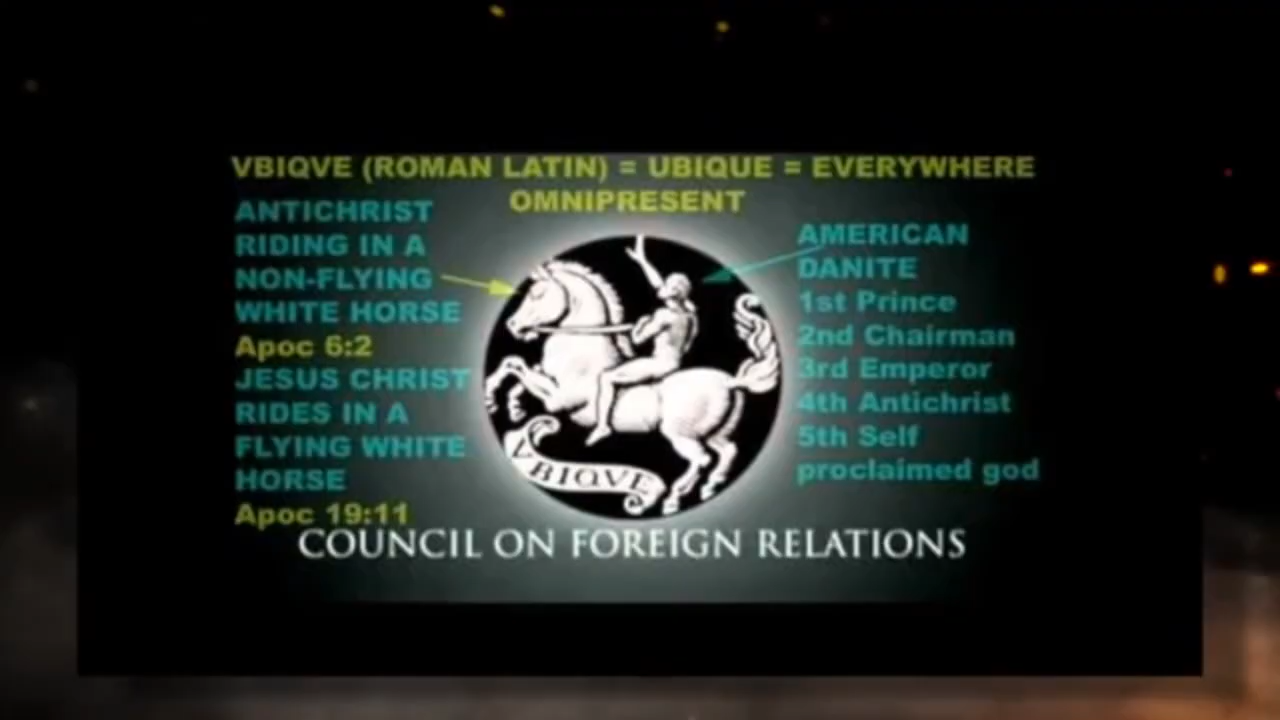 VBIQVE (ROMAN LATIN) = UBIQUE = EVERYWHERE
OMNIPRESENT
ANTICHRIST
RIDING IN A
NON-FLYING
WHITE HORSE
Apoc 6:2
JESUS CHRIST
RIDES IN A
FLYING WHITE
HORSE
Apoc 19:11
AMERICAN
DANITE
1st Prince
2nd Chairman
3rd Emperor
4th Antichrist
5th Self
proclaimed god
VBIQVE
COUNCIL ON FOREIGN RELATIONS